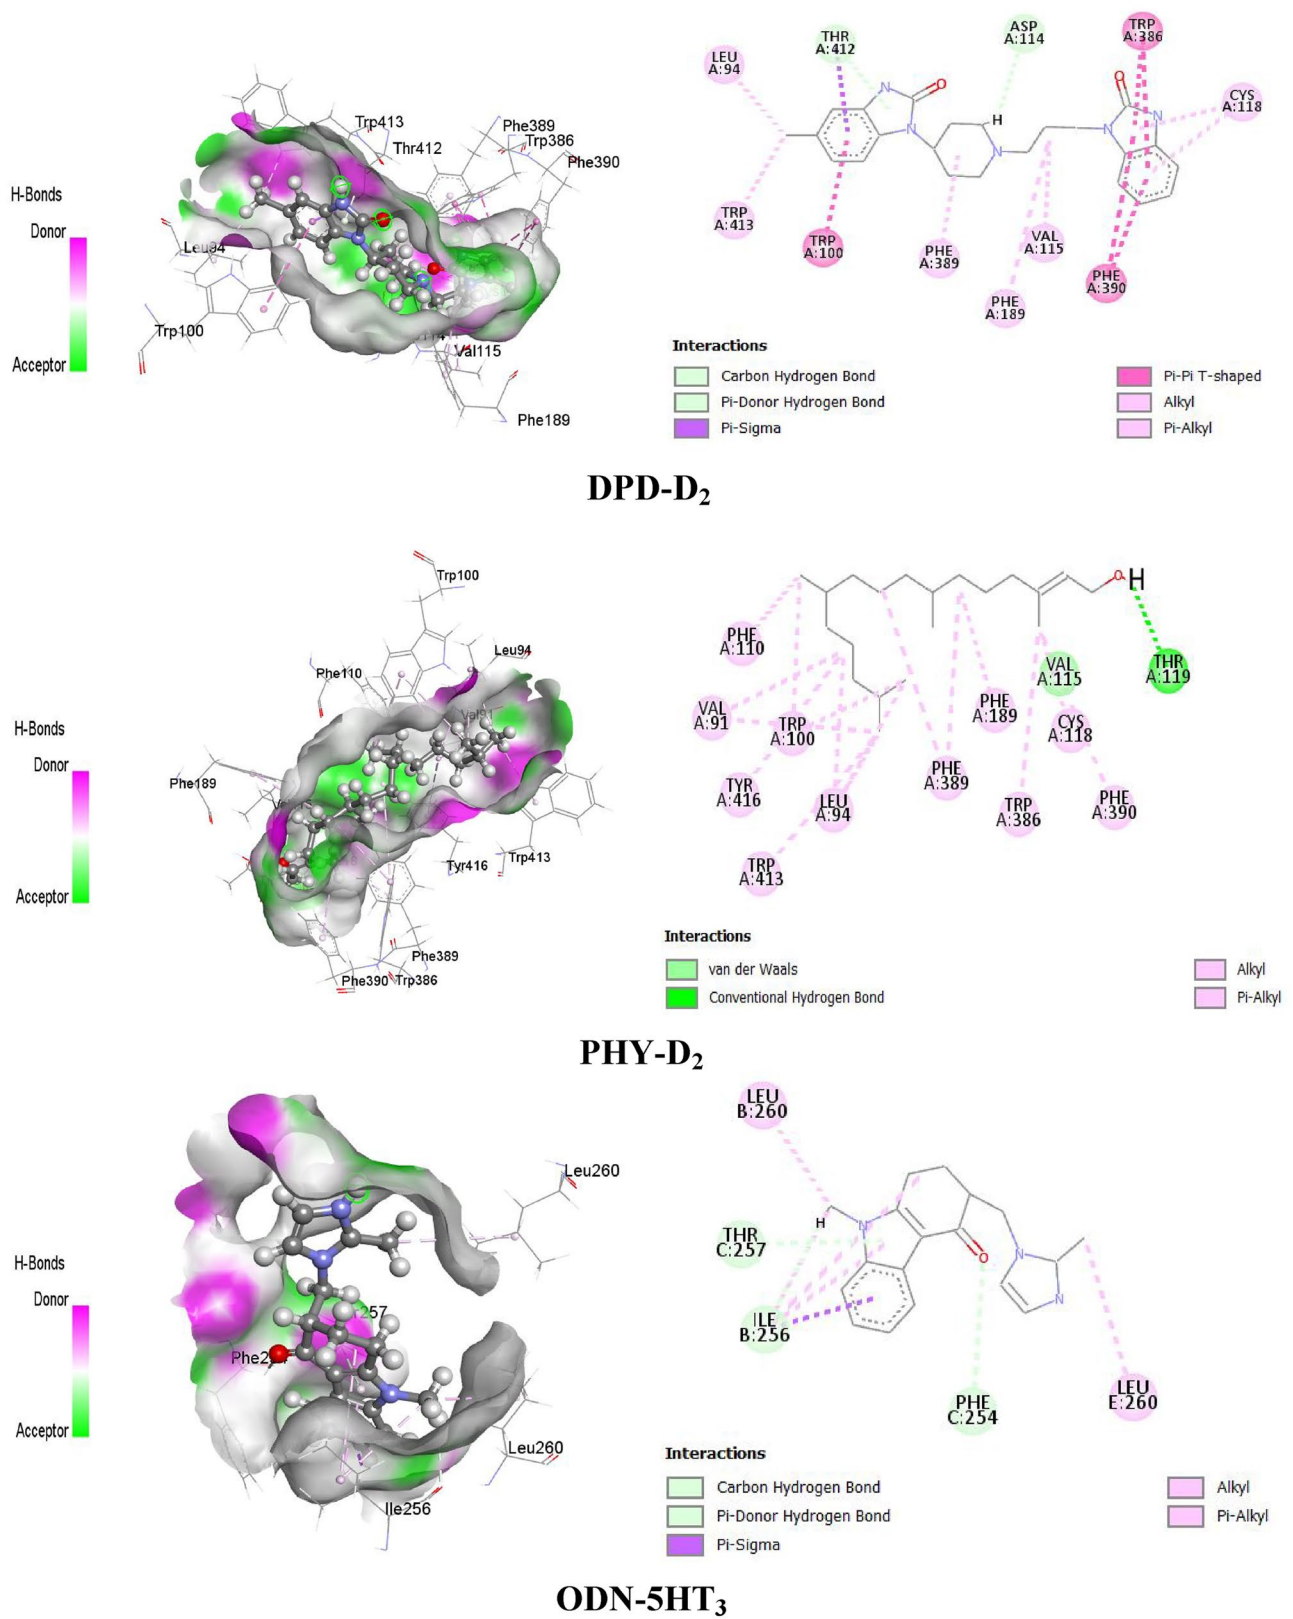 H-Bonds
Donor
Acceptor
Trp413
Thr412
Phe389
Trp386
Phe390
Leu94
Trp100
Val115
Phe189
LEU
A:94
THR
A:412
ASP
A:114
TRP
A:386
CYS
A:118
TRP
A:413
TRP
A:100
PHE
A:389
VAL
A:115
PHE
A:189
PHE
A:390
N
O
N
H
N
O
N
N
Interactions
Carbon Hydrogen Bond
Pi-Donor Hydrogen Bond
Pi-Sigma
Pi-Pi T-shaped
Alkyl
Pi-Alkyl
DPD-D2
H-Bonds
Donor
Acceptor
Trp100
Leu94
Phe110
Val91
Phe189
Tyr416
Trp413
Phe389
Phe390
Trp386
O
H
PHE
A:110
VAL
A:115
THR
A:119
VAL
A:91
TRP
A:100
PHE
A:189
CYS
A:118
TYR
A:416
LEU
A:94
PHE
A:389
TRP
A:386
PHE
A:390
TRP
A:413
Interactions
van der Waals
Conventional Hydrogen Bond
Alkyl
Pi-Alkyl
PHY-D2
H-Bonds
Donor
Acceptor
Leu260
257
Leu260
Ile256
LEU
B:260
THR
C:257
ILE
B:256
PHE
C:254
LEU
E:260
H
N
O
N
N
Interactions
Carbon Hydrogen Bond
Pi-Donor Hydrogen Bond
Pi-Sigma
Alkyl
Pi-Alkyl
ODN-5HT3